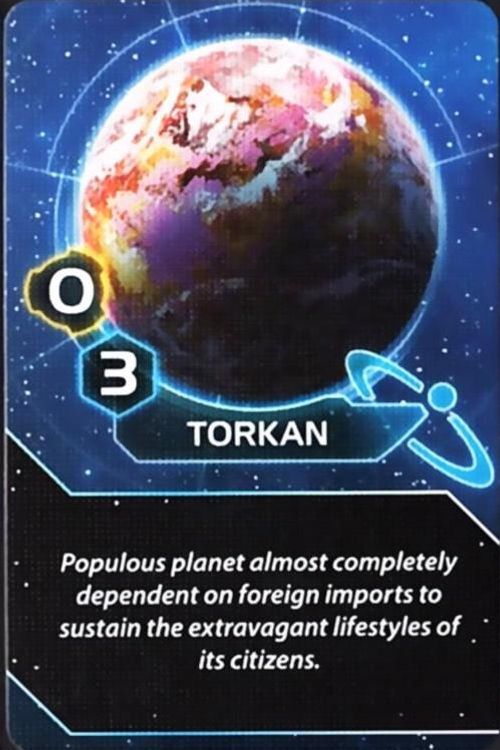 0
3
TORKAN
Populous planet almost completely
dependent on foreign imports to
sustain the extravagant lifestyles of
its citizens.